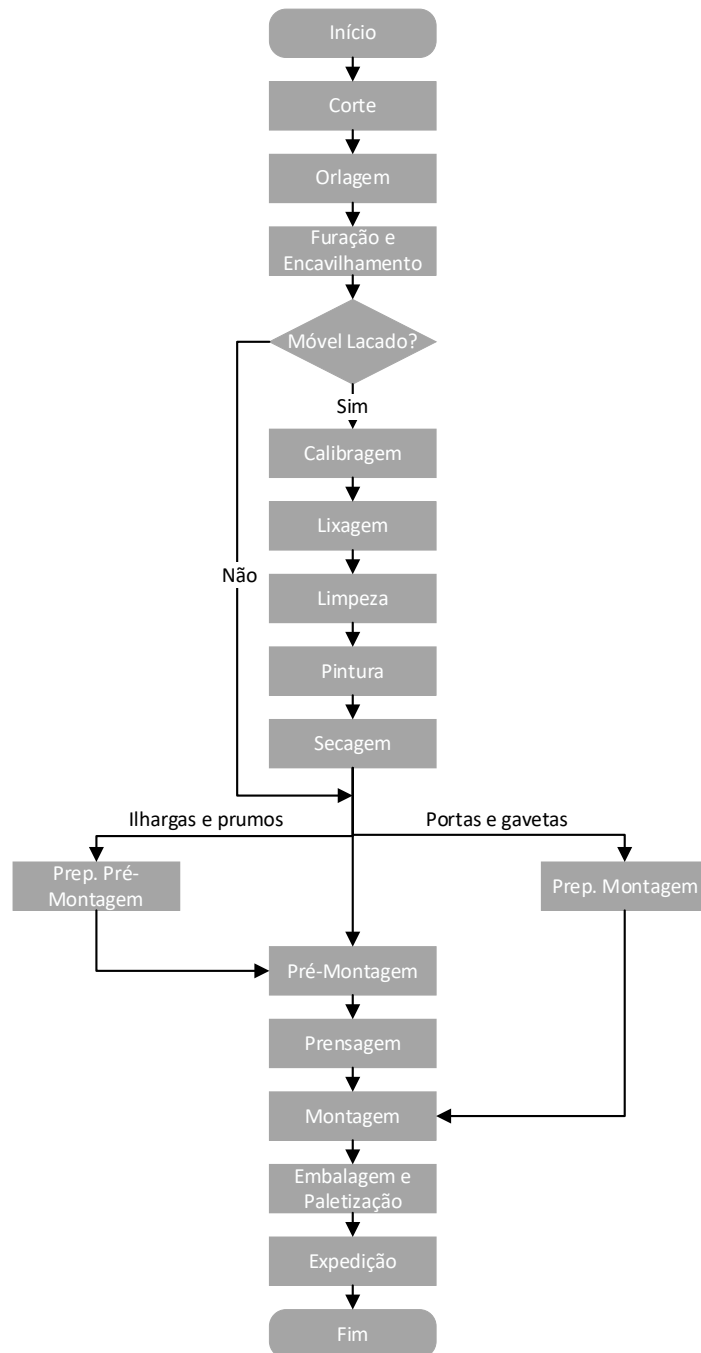 Início
Corte
Orlagem
Furação e
Encavilhamento
Móvel Lacado?
Sim
Calibragem
Lixagem
Não
Limpeza
Pintura
Secagem
Ilhargas e prumos
Portas e gavetas
Prep. Pré-
Montagem
Prep. Montagem
Pré-Montagem
Prensagem
Montagem
Embalagem e
Paletização
Expedição
Fim